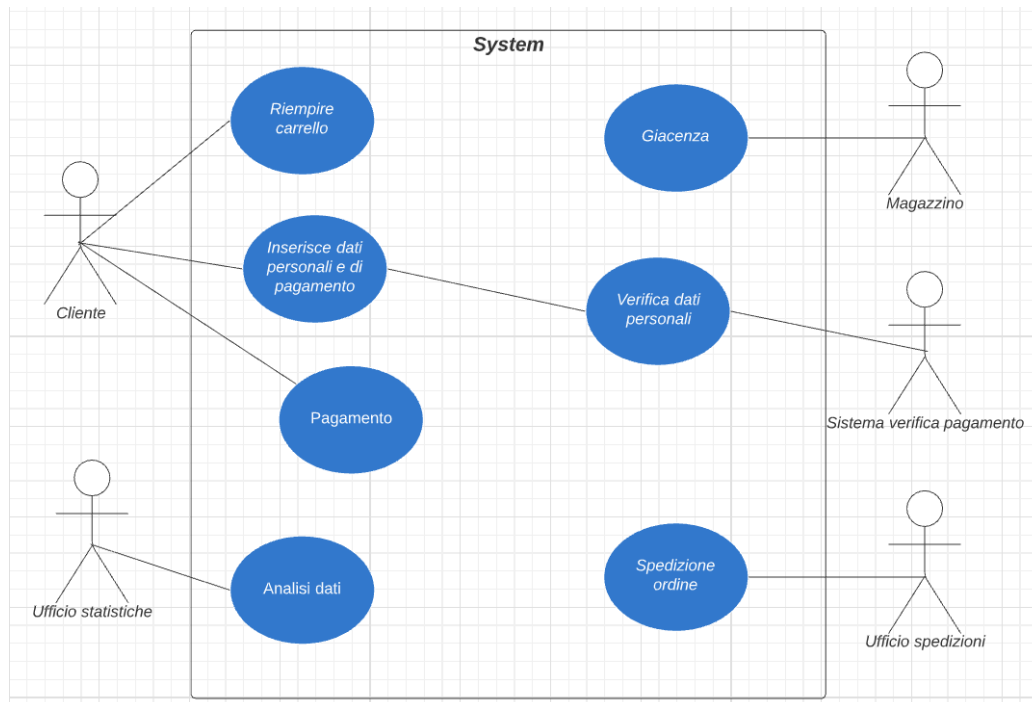 System
Riempire
carrello
Giacenza
Magazzino
Inserisce dati
personali e di
pagamento
Cliente
Verifica dati
personali
Pagamento
Sistema verifica pagamento
Analisi dati
Ufficio statistiche
Spedizione
ordine
Ufficio spedizioni